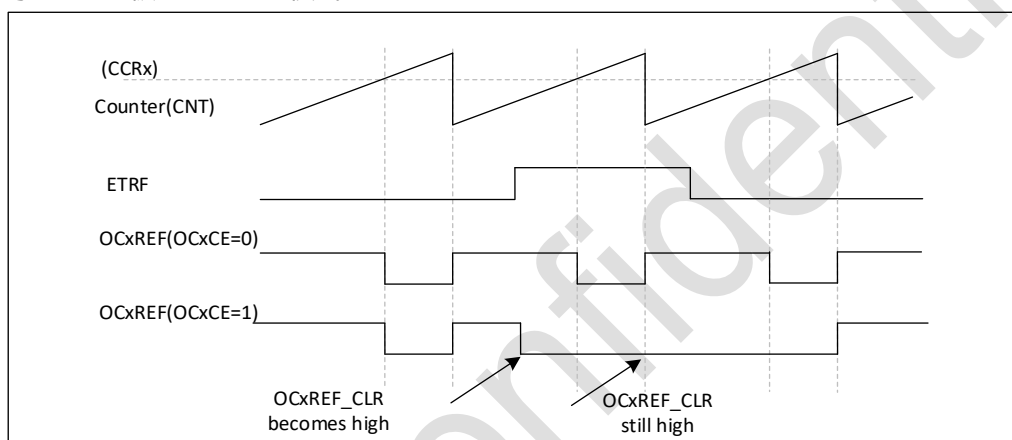 (CCRx)
Counter(CNT)
ETRF
OCxREF(OCxCE=0)
OCxREF(OCxCE=1)
OCxREF_CLR
becomes high
OCxREF_CLR
still high